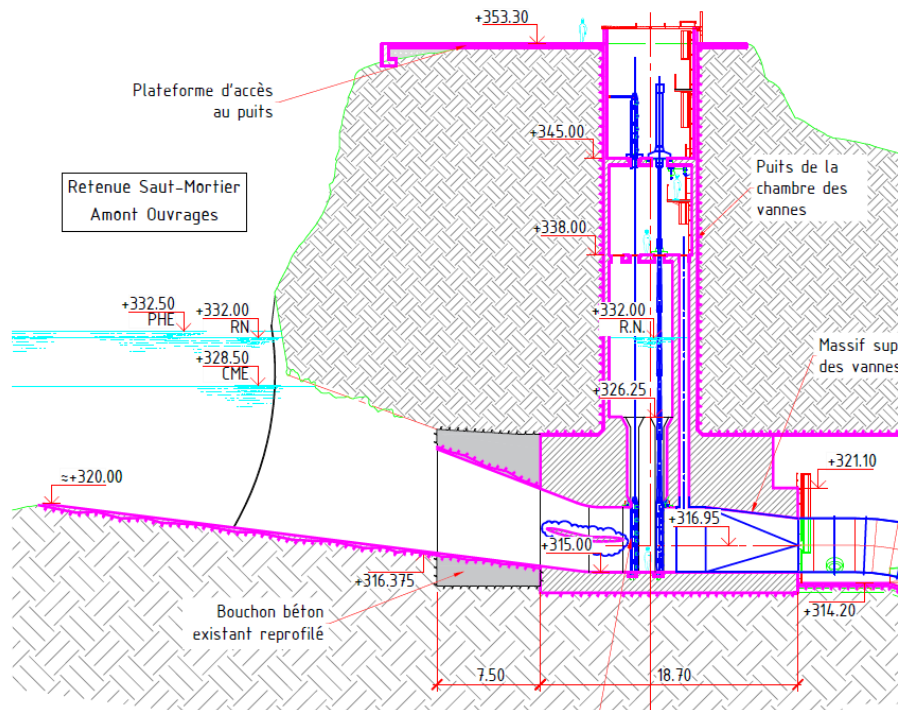 +353.30
Plateforme d'accès
au puits
+345.00
Puits de la
chambre des
vannes
Retenue Saut-Mortier
Amont Ouvrages
+338.00
+332.50
PHE
+332.00
RN
+332.00
R.N.
+328.50
CME
Massif sup
des vannes
+326.25
+321.10
≈+320.00
+316.95
+315.00
+316.375
+314.20
Bouchon béton
existant reprofilé
7.50
18.70